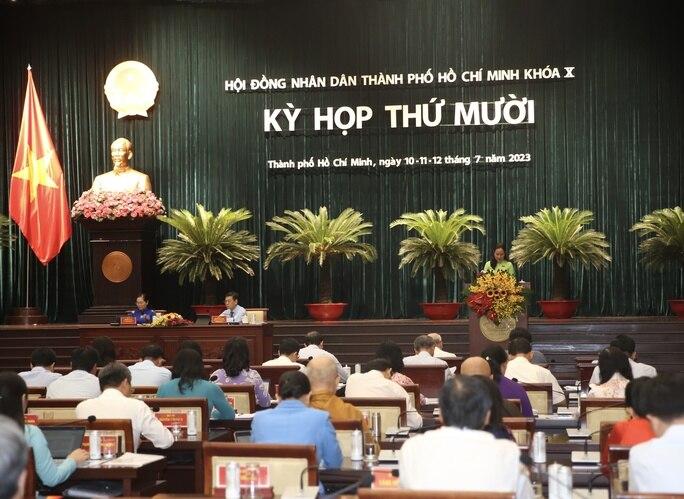 HỘI ĐỒNG NHÂN DÂN THÀNH PHỐ HỒ CHÍ MINH KHÓA X
KỲ HỌP THỨ MƯỜI
Thành phố Hồ Chí Minh, ngày 10-11-12 tháng 7 năm 2023